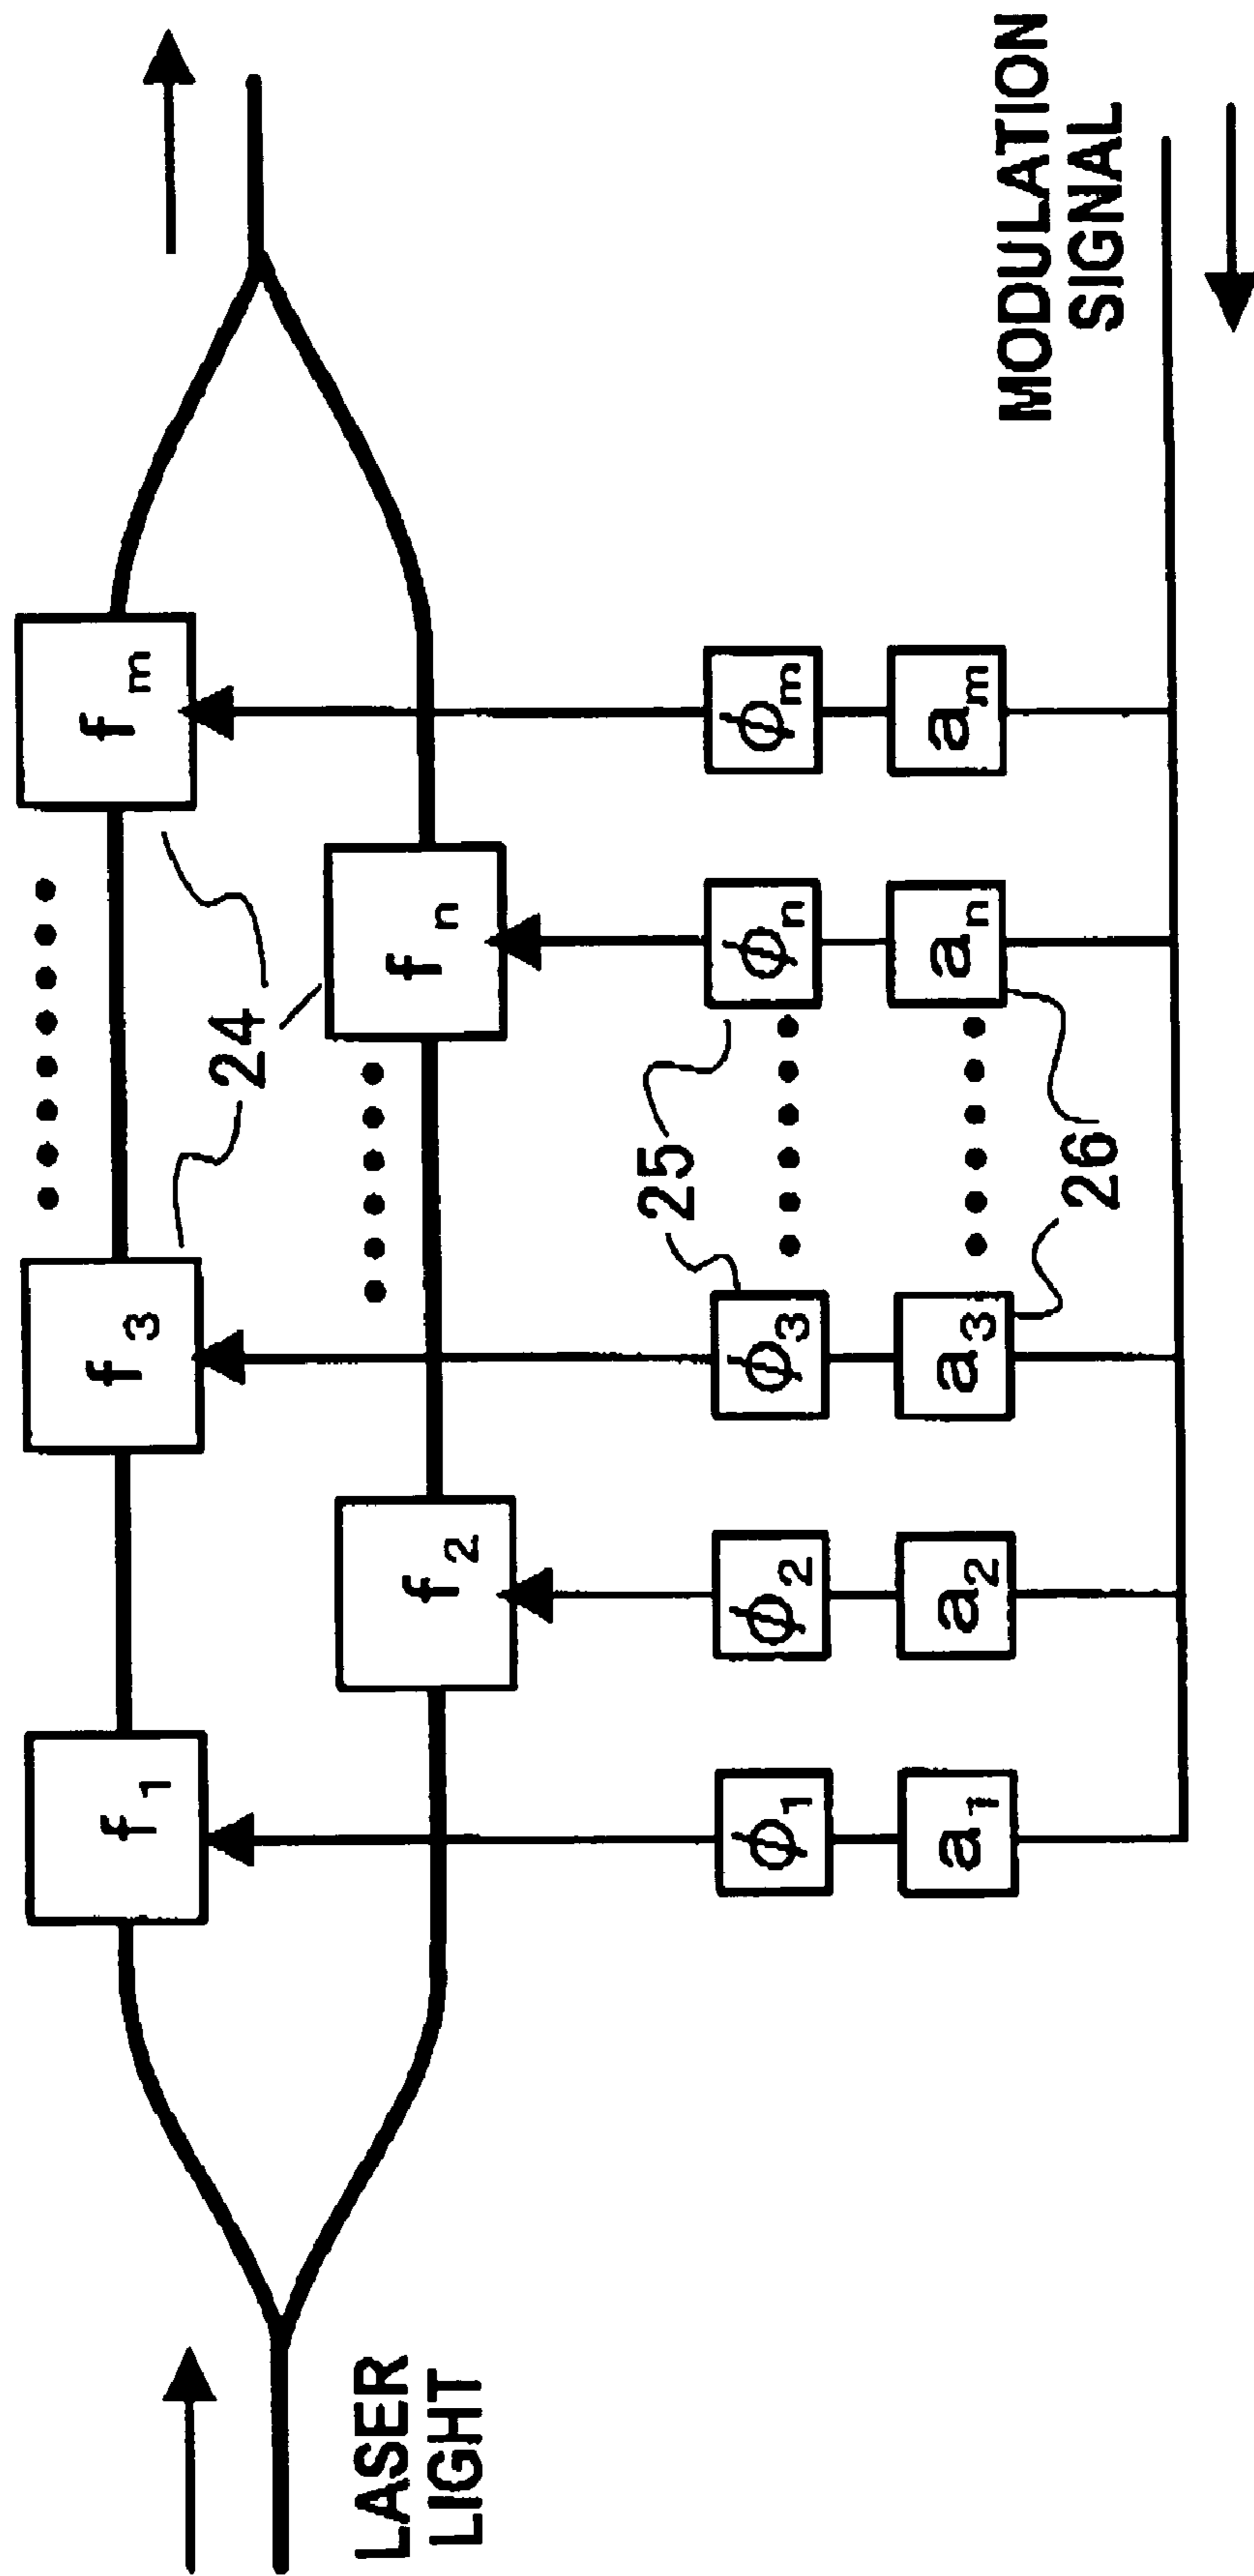 f1
f3
fm
24
f2
fn
LASER
LIGHT
25
ϕ1
ϕ2
ϕ3
ϕn
ϕm
a1
a2
a3
an
am
26
MODULATION
SIGNAL